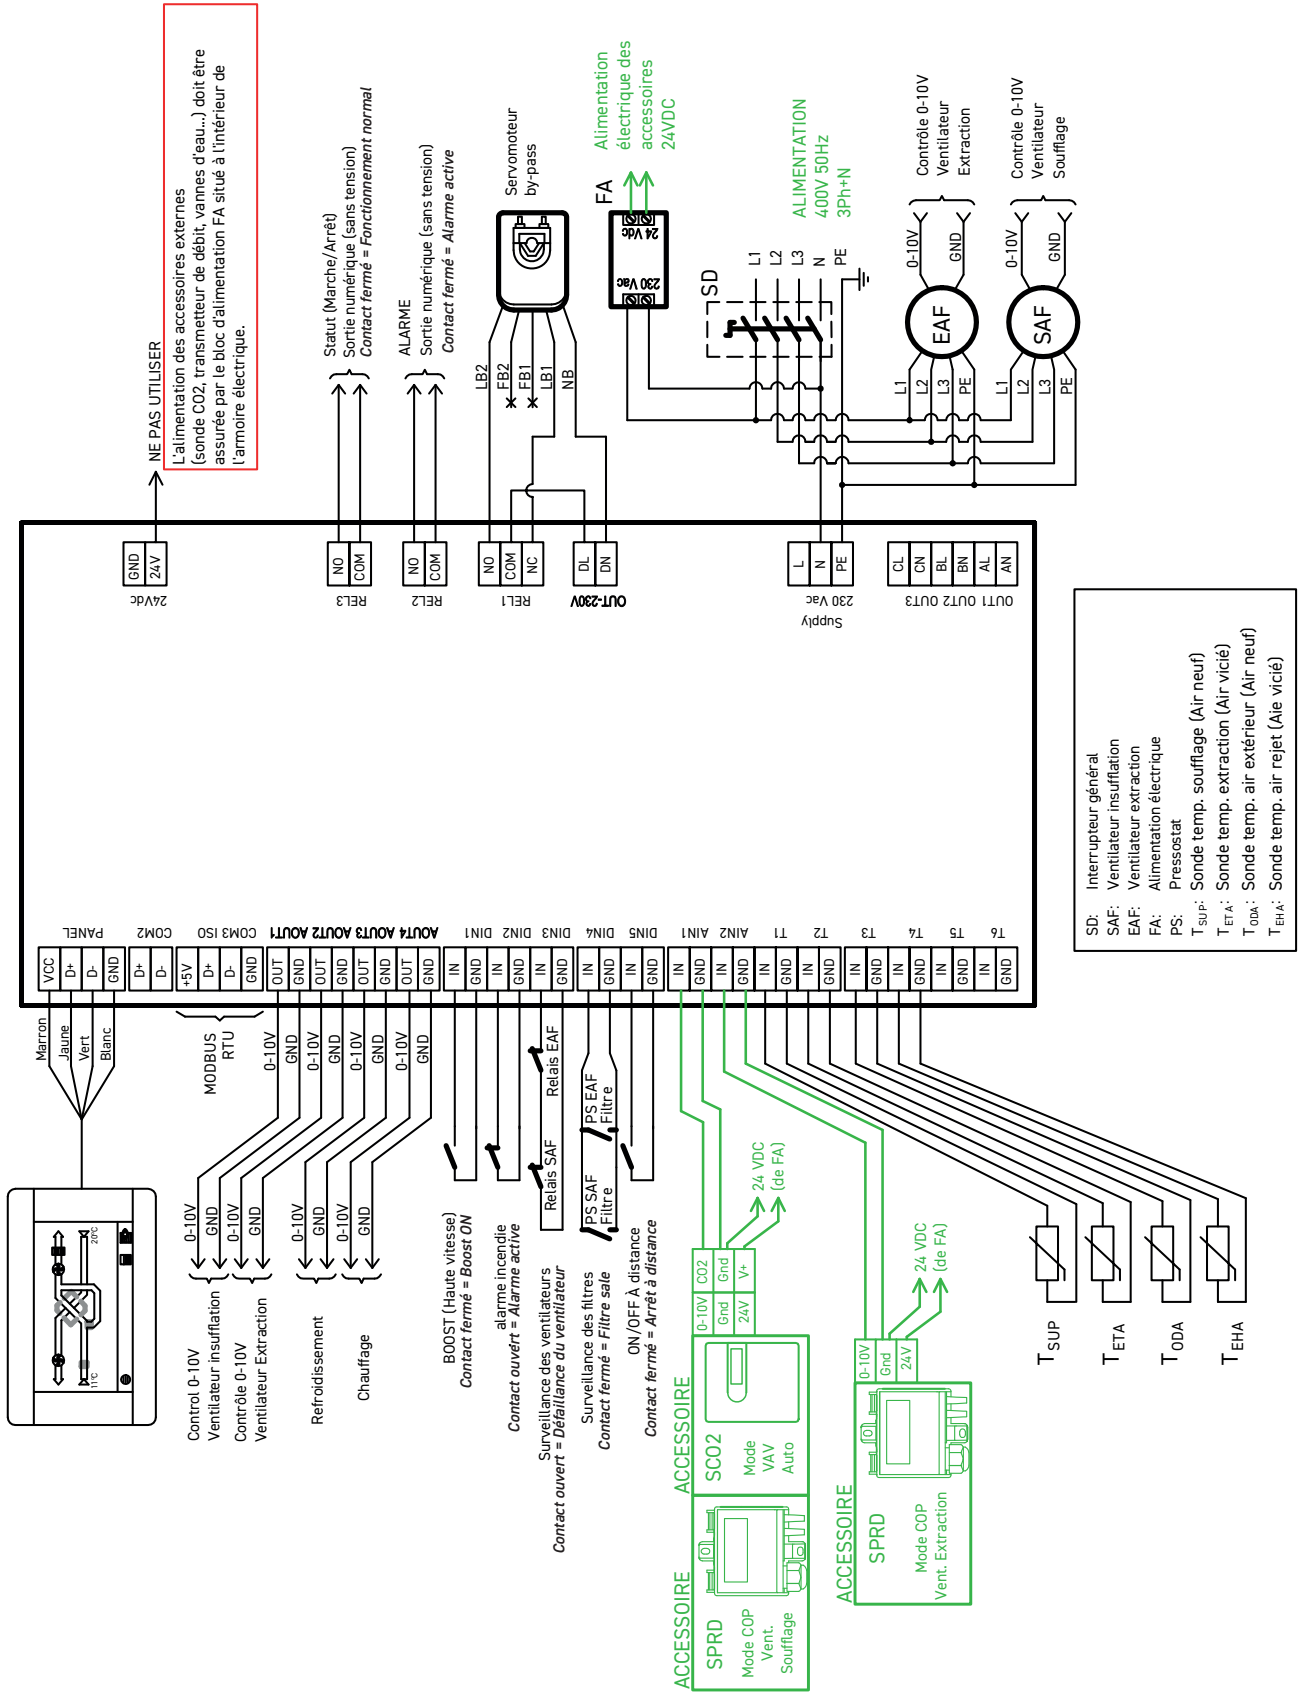 NE PAS UTILISER
L'alimentation des accessoires externes
(sonde CO2, transmetteur de débit, vannes d'eau...) doit être
assurée par le bloc d'alimentation FA situé à l'intérieur de
l'armoire électrique.
Statut (Marche/Arrêt)
Sortie numérique (sans tension)
Contact fermé = Fonctionnement normal
ALARME
Sortie numérique (sans tension)
Contact fermé = Alarme active
Servomoteur
by-pass
LB2
FB2
FB1
LB1
NB
FA
24 Vdc
230 Vac
Alimentation
électrique des
accessoires
24VDC
SD
L1
L2
L3
N
PE
ALIMENTATION
400V 50Hz
3Ph+N
L1
L2
L3
PE
EAF
0-10V
GND
Contrôle 0-10V
Ventilateur
Extraction
L1
L2
L3
PE
SAF
0-10V
GND
Contrôle 0-10V
Ventilateur
Soufflage
GND
24V
24Vdc
NO
COM
REL3
NO
COM
REL2
NO
COM
NC
REL1
DL
DN
OUT-230V
L
N
PE
230 Vac
Supply
CL
CN
BL
BN
AL
AN
OUT1 OUT2 OUT3
PANEL
VCC
D+
D-
GND
COM2
D+
D-
COM3 ISO
+5V
D+
D-
GND
AOUT1
OUT
GND
AOUT2
OUT
GND
AOUT3
OUT
GND
AOUT4
OUT
GND
DIN1
IN
GND
DIN2
IN
GND
DIN3
IN
GND
DIN4
IN
GND
DIN5
IN
GND
AIN1
IN
GND
AIN2
IN
GND
T1
IN
GND
T2
IN
GND
T3
IN
GND
T4
IN
GND
T5
IN
GND
T6
IN
GND
Marron
Jaune
Vert
Blanc
MODBUS
RTU
0-10V
GND
0-10V
GND
0-10V
GND
0-10V
GND
11°C
20°C
0-10V
GND
0-10V
GND
0-10V
GND
0-10V
GND
Control 0-10V
Ventilateur insufflation
Contrôle 0-10V
Ventilateur Extraction
Refroidissement
Chauffage
BOOST (Haute vitesse)
Contact fermé = Boost ON
alarme incendie
Contact ouvért = Alarme active
Surveillance des ventilateurs
Contact ouvert = Défaillance du ventilateur
Relais SAF
Relais EAF
Surveillance des filtres
Contact fermé = Filtre sale
PS SAF
Filtre
PS EAF
Filtre
ON/OFF À distance
Contact fermé = Arrêt à distance
ACCESSOIRE
SPRD
Mode COP
Vent.
Soufflage
ACCESSOIRE
SCO2
Mode
VAV
Auto
0-10V
Gnd
24V
CO2
Gnd
V+
24 VDC
(de FA)
ACCESSOIRE
SPRD
Mode COP
Vent. Extraction
0-10V
Gnd
24V
24 VDC
(de FA)
TSUP
TETA
TODA
TEHA
SD: Interrupteur général
SAF: Ventilateur insufflation
EAF: Ventilateur extraction
FA: Alimentation électrique
PS: Pressostat
TSUP: Sonde temp. soufflage (Air neuf)
TETA: Sonde temp. extraction (Air vicié)
TODA: Sonde temp. air extérieur (Air neuf)
TEHA: Sonde temp. air rejet (Aie vicié)